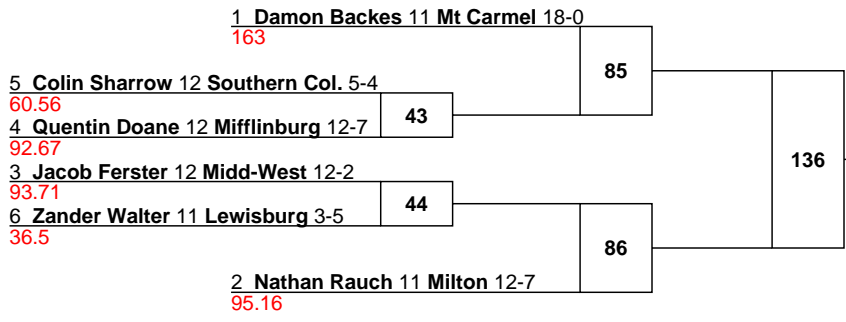 1 Damon Backes 11 Mt Carmel 18-0
163
85
5 Colin Sharrow 12 Southern Col. 5-4
60.56
43
4 Quentin Doane 12 Mifflinburg 12-7
92.67
136
3 Jacob Ferster 12 Midd-West 12-2
93.71
44
6 Zander Walter 11 Lewisburg 3-5
36.5
86
2 Nathan Rauch 11 Milton 12-7
95.16